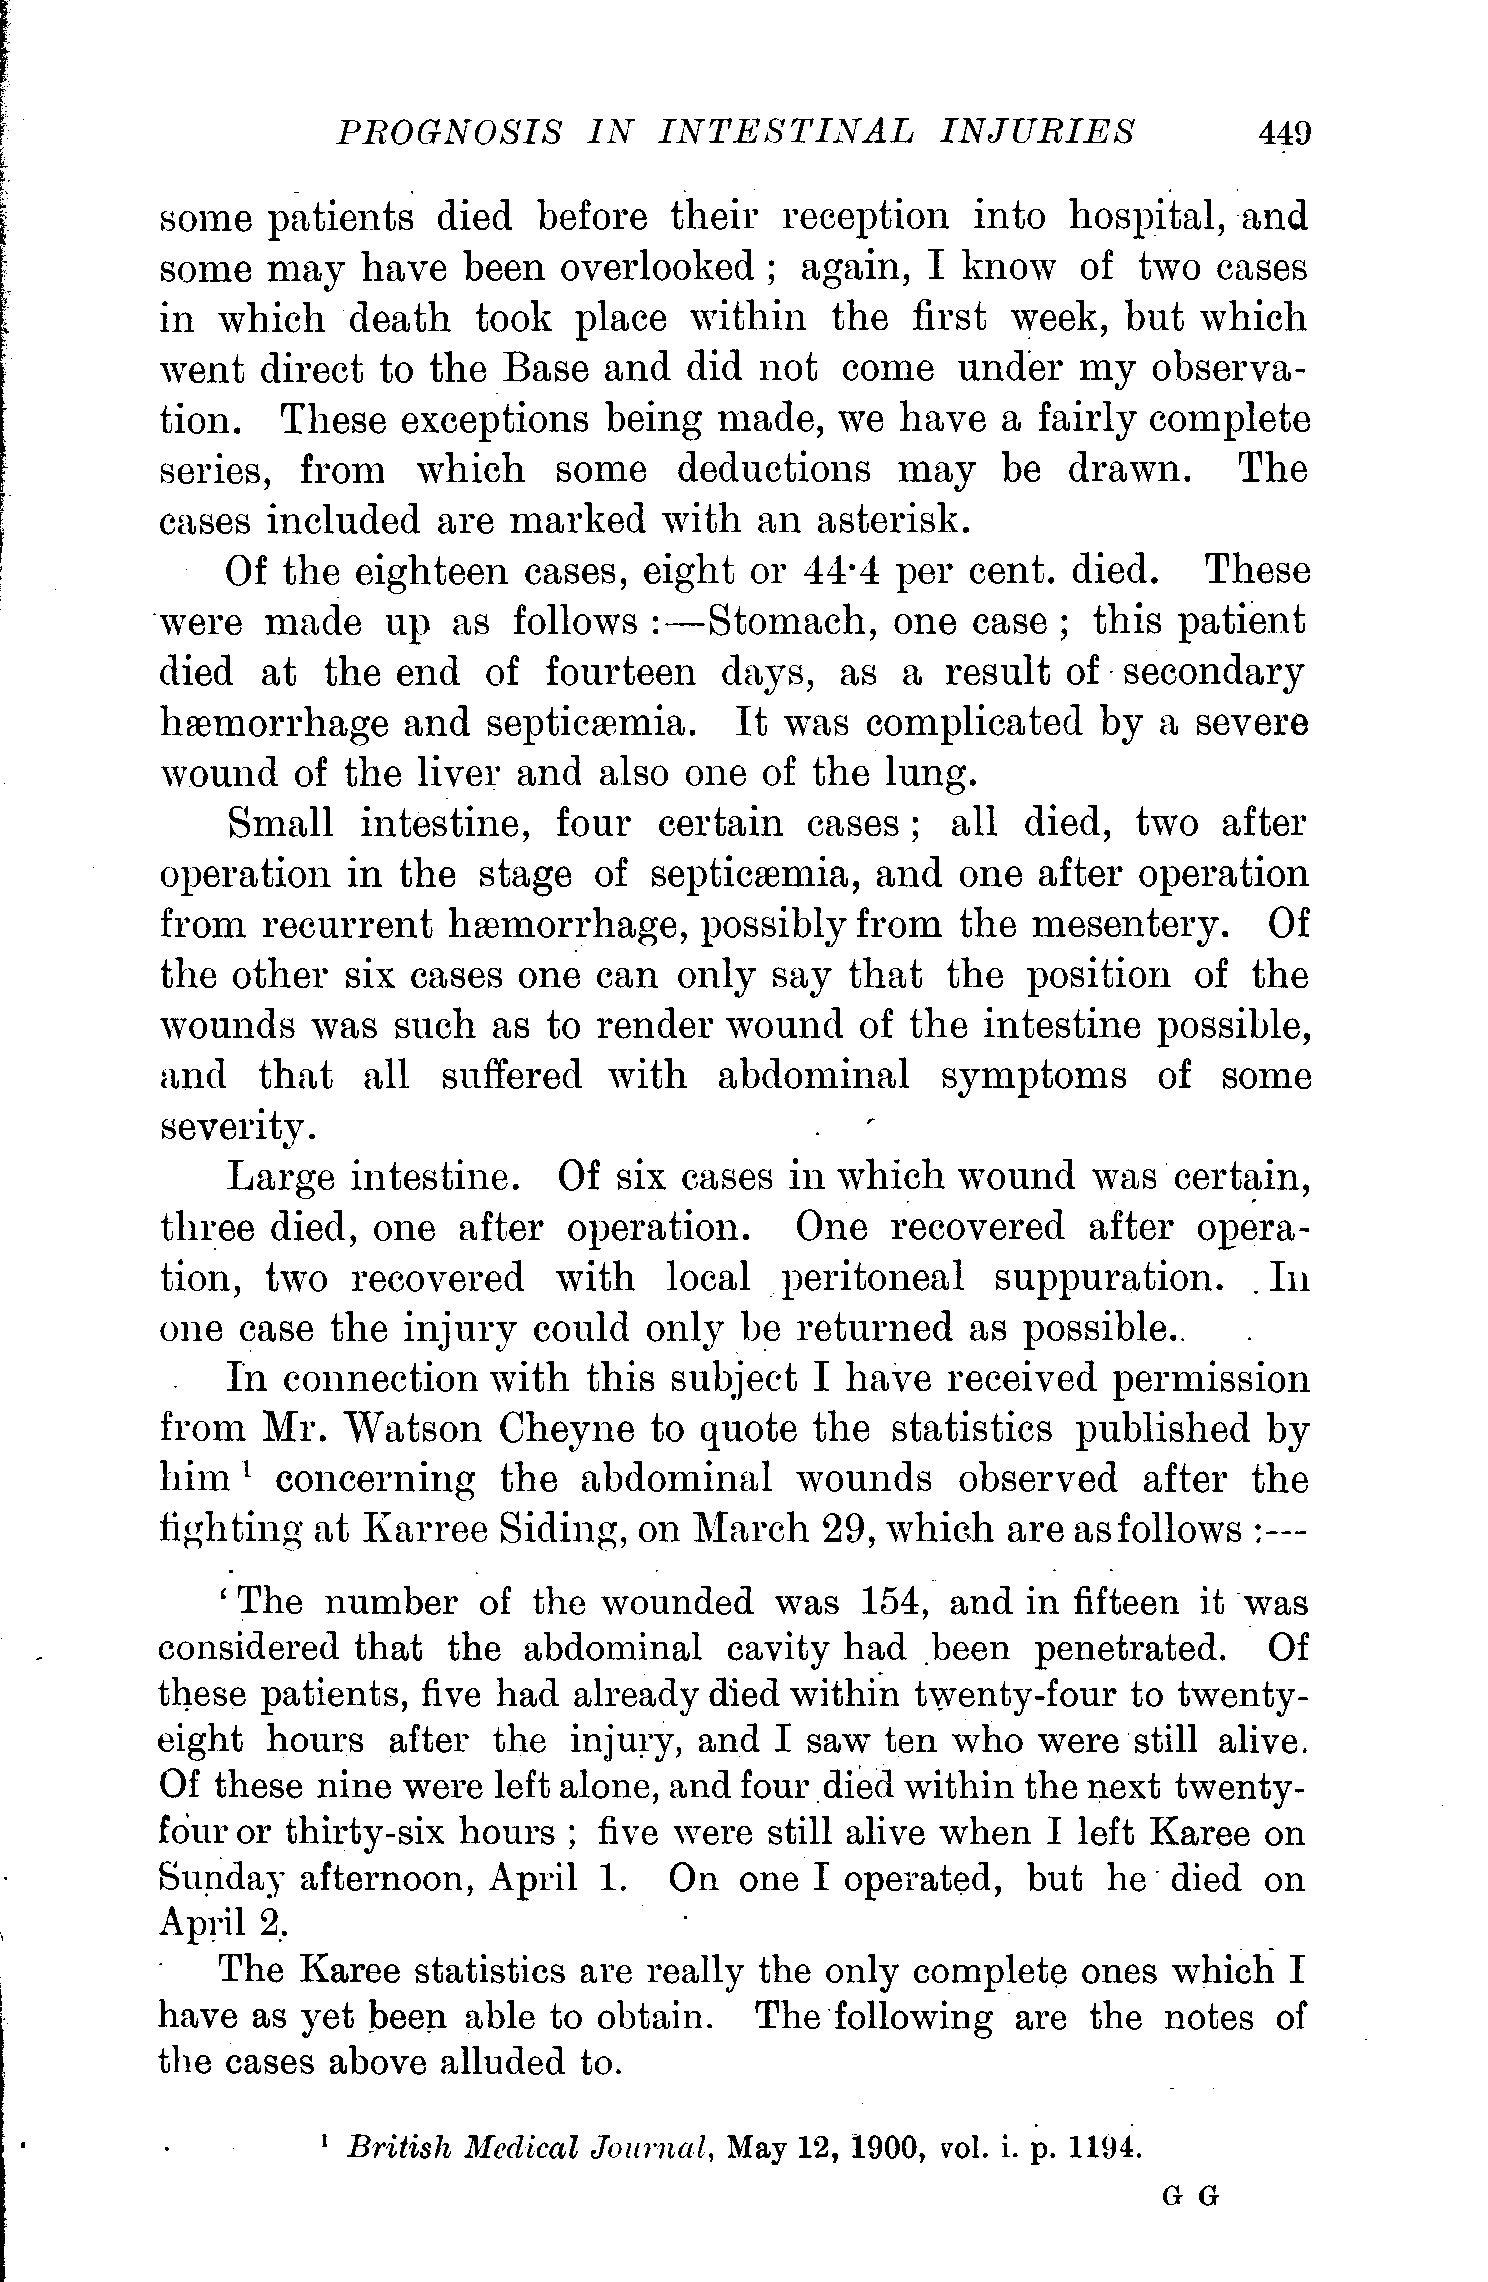 PROGNOSIS IN INTESTINAL INJURIES 449
some patients died before their reception into hospital, and
some may have been overlooked ; again, I know of two cases
in which death took place within the first week, but which
went direct to the Base and did not come under my observa-
tion. These exceptions being made, we have a fairly complete
series, from which some deductions may be drawn. The
cases included are marked with an asterisk.
Of the eighteen cases, eight or 44·4 per cent. died. These
were made up as follows :—Stomach, one case ; this patient
died at the end of fourteen days, as a result of secondary
hæmorrhage and septicæmia. It was complicated by a severe
wound of the liver and also one of the lung.
Small intestine, four certain cases ; all died, two after
operation in the stage of septicæmia, and one after operation
from recurrent hæmorrhage, possibly from the mesentery. Of
the other six cases one can only say that the position of the
wounds was such as to render wound of the intestine possible,
and that all suffered with abdominal symptoms of some
severity.
Large intestine. Of six cases in which wound was certain,
three died, one after operation. One recovered after opera-
tion, two recovered with local peritoneal suppuration. In
one case the injury could only be returned as possible.
In connection with this subject I have received permission
from Mr. Watson Cheyne to quote the statistics published by
him ¹ concerning the abdominal wounds observed after the
fighting at Karree Siding, on March 29, which are as follows :—
‘ The number of the wounded was 154, and in fifteen it was
considered that the abdominal cavity had been penetrated. Of
these patients, five had already died within twenty-four to twenty-
eight hours after the injury, and I saw ten who were still alive.
Of these nine were left alone, and four died within the next twenty-
four or thirty-six hours ; five were still alive when I left Karee on
Sunday afternoon, April 1. On one I operated, but he died on
April 2.
The Karee statistics are really the only complete ones which I
have as yet been able to obtain. The following are the notes of
the cases above alluded to.
¹ British Medical Journal, May 12, 1900, vol. i. p. 1194.
G G